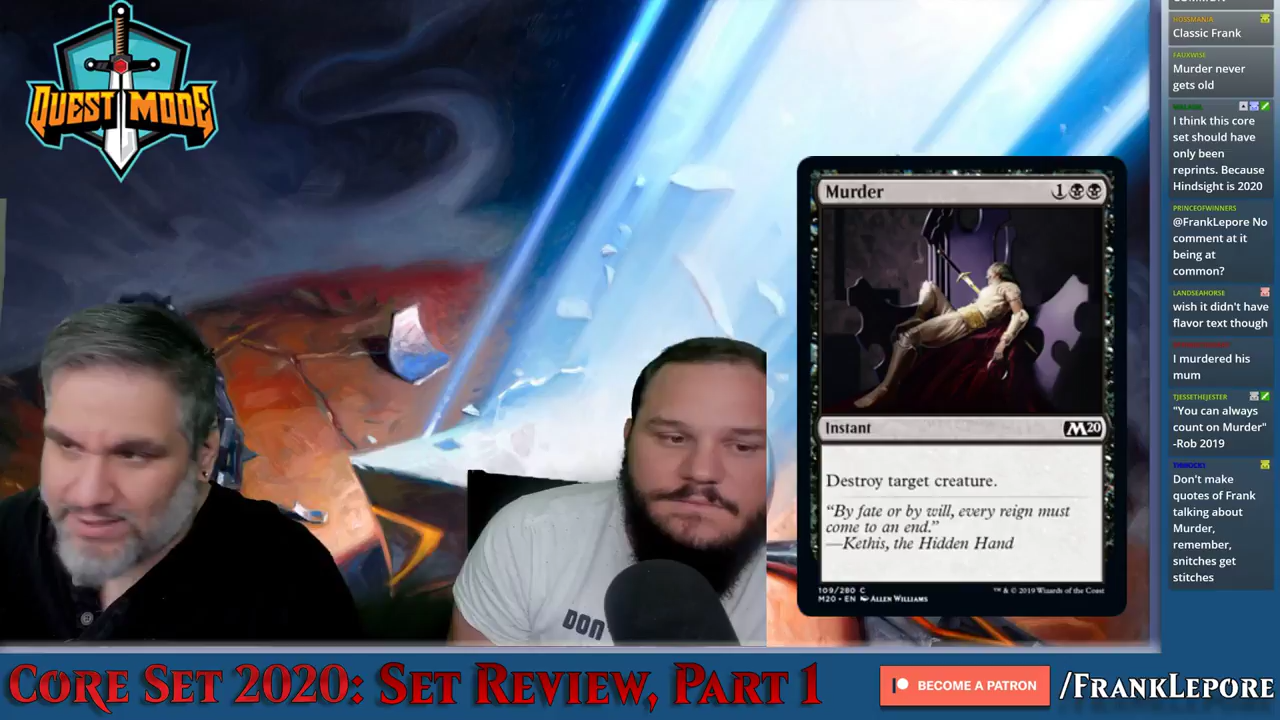 QUEST MODE
HOSSMANIA
Classic Frank
FAUXWISE
Murder never
gets old
I think this core
set should have
only been
reprints. Because
Hindsight is 2020
PRINCEOFWINNERS
@FrankLepore No
comment at it
being at
common?
LANDSEAHORSE
wish it didn't have
flavor text though
I murdered his
mum
TJESSETHEJESTER
"You can always
count on Murder"
-Rob 2019
Don't make
quotes of Frank
talking about
Murder,
remember,
snitches get
stitches
Murder 1
Instant M20
Destroy target creature.
“By fate or by will, every reign must
come to an end.”
—Kethis, the Hidden Hand
109/280 C
M20 • EN ALLEN WILLIAMS
™ & © 2019 Wizards of the Coast
DON
CORE SET 2020: SET REVIEW, PART 1
BECOME A PATRON
/FRANKLEPORE